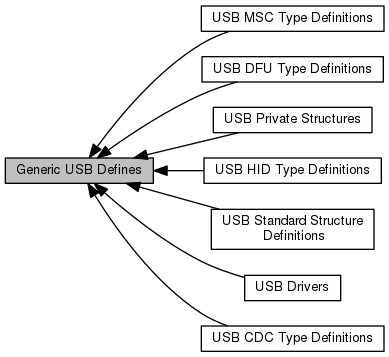 USB MSC Type Definitions
USB DFU Type Definitions
USB Private Structures
Generic USB Defines
USB HID Type Definitions
USB Standard Structure
Definitions
USB Drivers
USB CDC Type Definitions